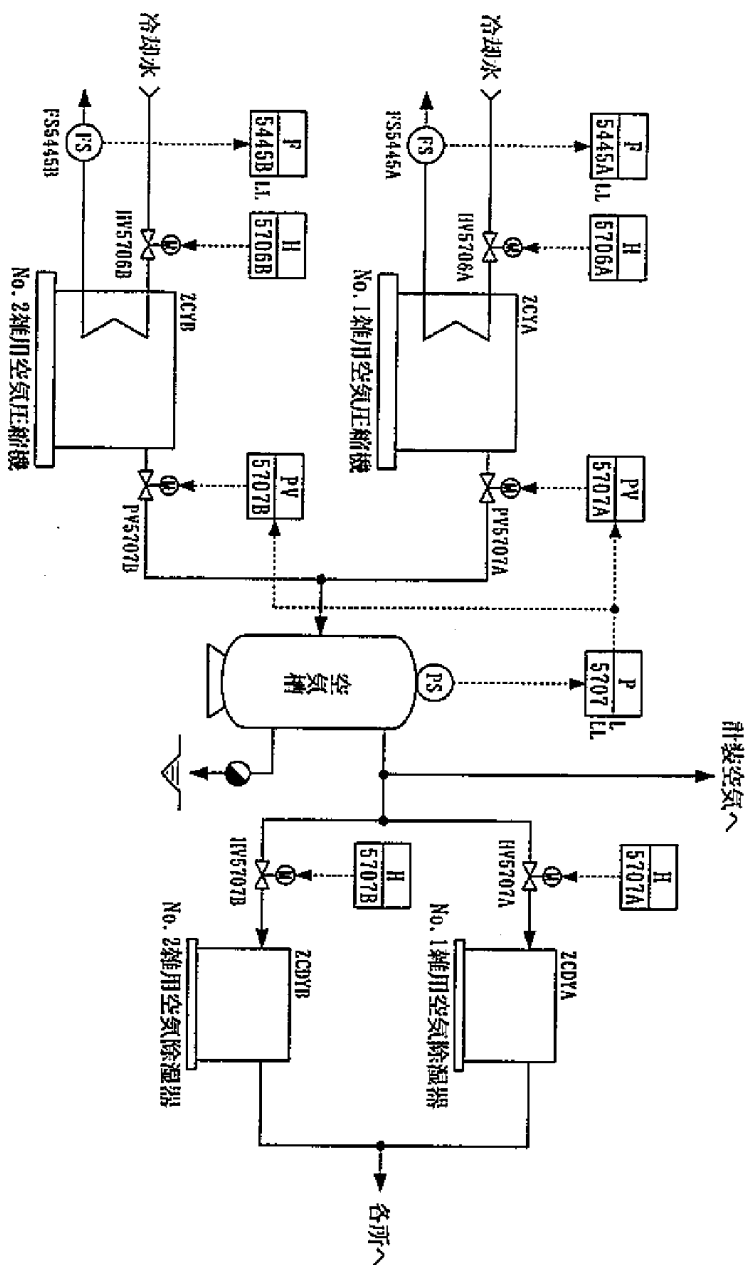 計装空気へ
F
5445A
LL
H
5706A
PV
5707A
P
5707
L
LL
H
5707A
冷却水
FS
FS5445A
HV5706A
M
ZCYA
No. 1雑用空気圧縮機
M
PV5707A
PS
空気槽
M
HV5707A
ZCDYA
No. 1雑用空気除湿器
F
5445B
LL
H
5706B
PV
5707B
H
5707B
冷却水
FS
FS5445B
HV5706B
M
ZCYB
No. 2雑用空気圧縮機
M
PV5707B
M
HV5707B
ZCDYB
No. 2雑用空気除湿器
各所へ